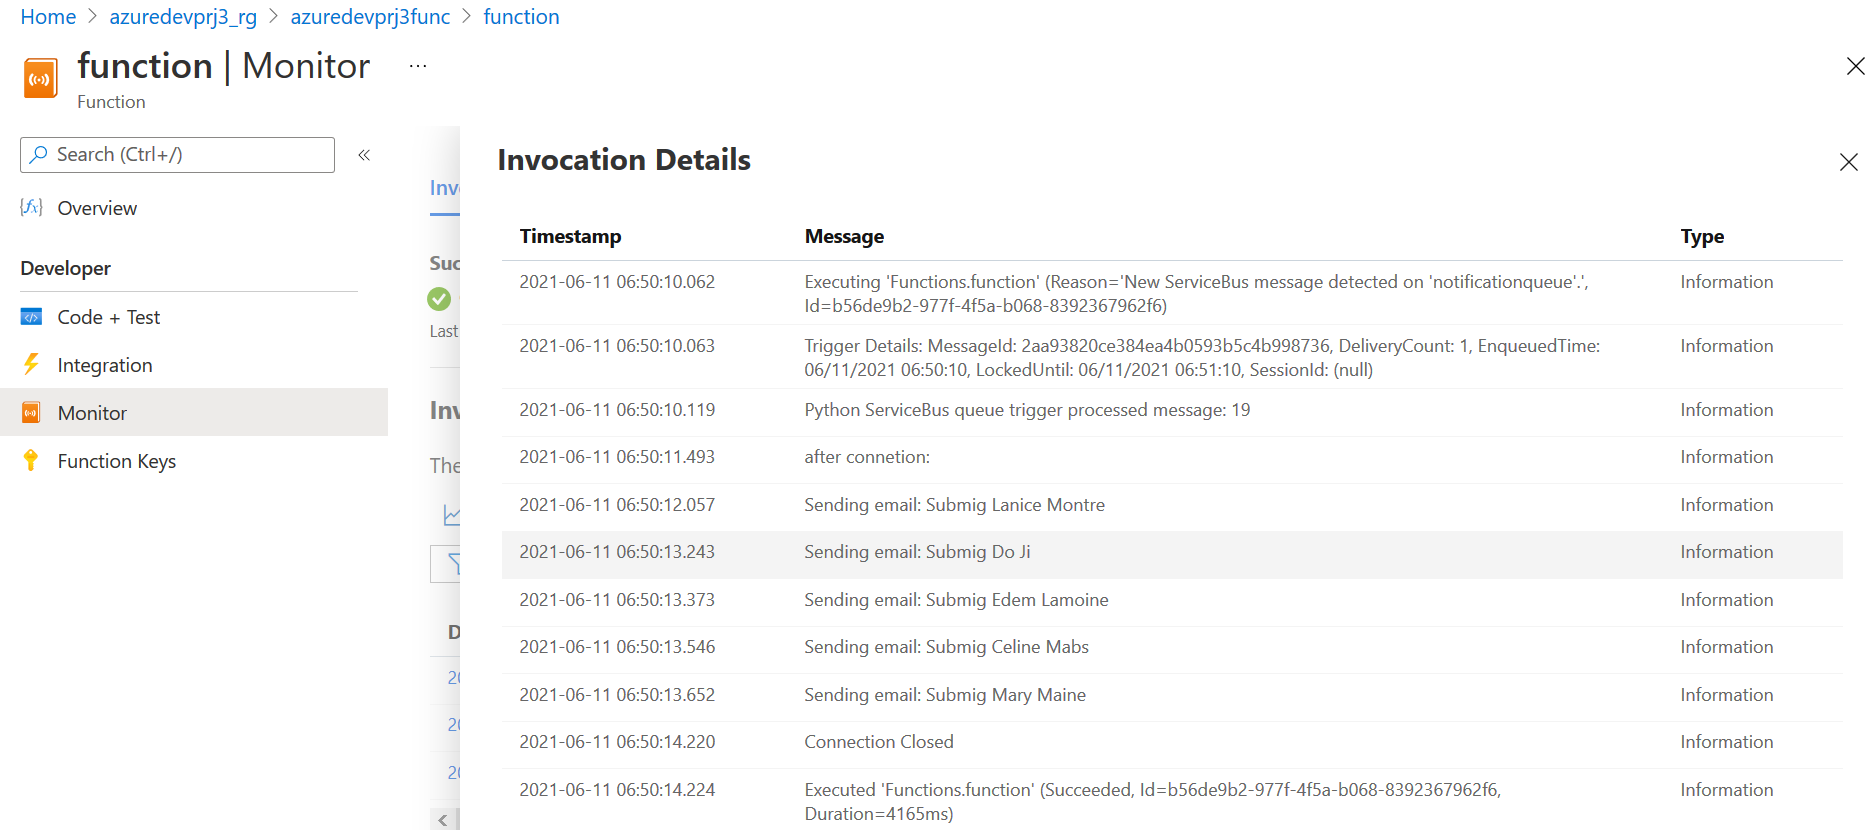 Home > azuredevprj3_rg > azuredevprj3func > function
function | Monitor ...
Function
Search (Ctrl+/) «
Overview
Developer
Code + Test
Integration
Monitor
Function Keys
Invocation Details
Timestamp Message Type
2021-06-11 06:50:10.062 Executing 'Functions.function' (Reason='New ServiceBus message detected on 'notificationqueue'.', Information
Id=b56de9b2-977f-4f5a-b068-8392367962f6)
2021-06-11 06:50:10.063 Trigger Details: MessageId: 2aa93820ce384ea4b0593b5c4b998736, DeliveryCount: 1, EnqueuedTime: Information
06/11/2021 06:50:10, LockedUntil: 06/11/2021 06:51:10, SessionId: (null)
2021-06-11 06:50:10.119 Python ServiceBus queue trigger processed message: 19 Information
2021-06-11 06:50:11.493 after connetion: Information
2021-06-11 06:50:12.057 Sending email: Submig Lanice Montre Information
2021-06-11 06:50:13.243 Sending email: Submig Do Ji Information
2021-06-11 06:50:13.373 Sending email: Submig Edem Lamoine Information
2021-06-11 06:50:13.546 Sending email: Submig Celine Mabs Information
2021-06-11 06:50:13.652 Sending email: Submig Mary Maine Information
2021-06-11 06:50:14.220 Connection Closed Information
2021-06-11 06:50:14.224 Executed 'Functions.function' (Succeeded, Id=b56de9b2-977f-4f5a-b068-8392367962f6, Information
Duration=4165ms)
Last
The